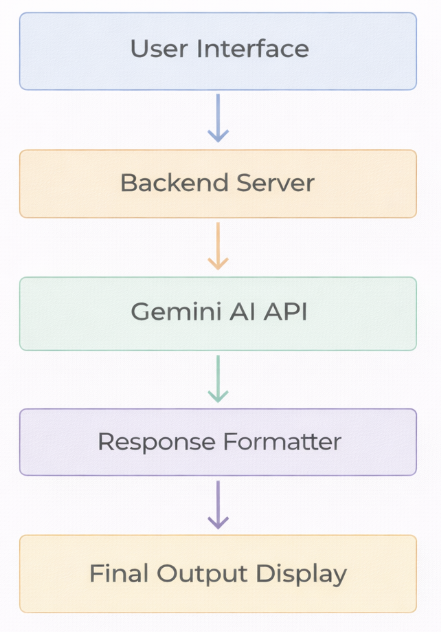 User Interface
Backend Server
Gemini AI API
Response Formatter
Final Output Display